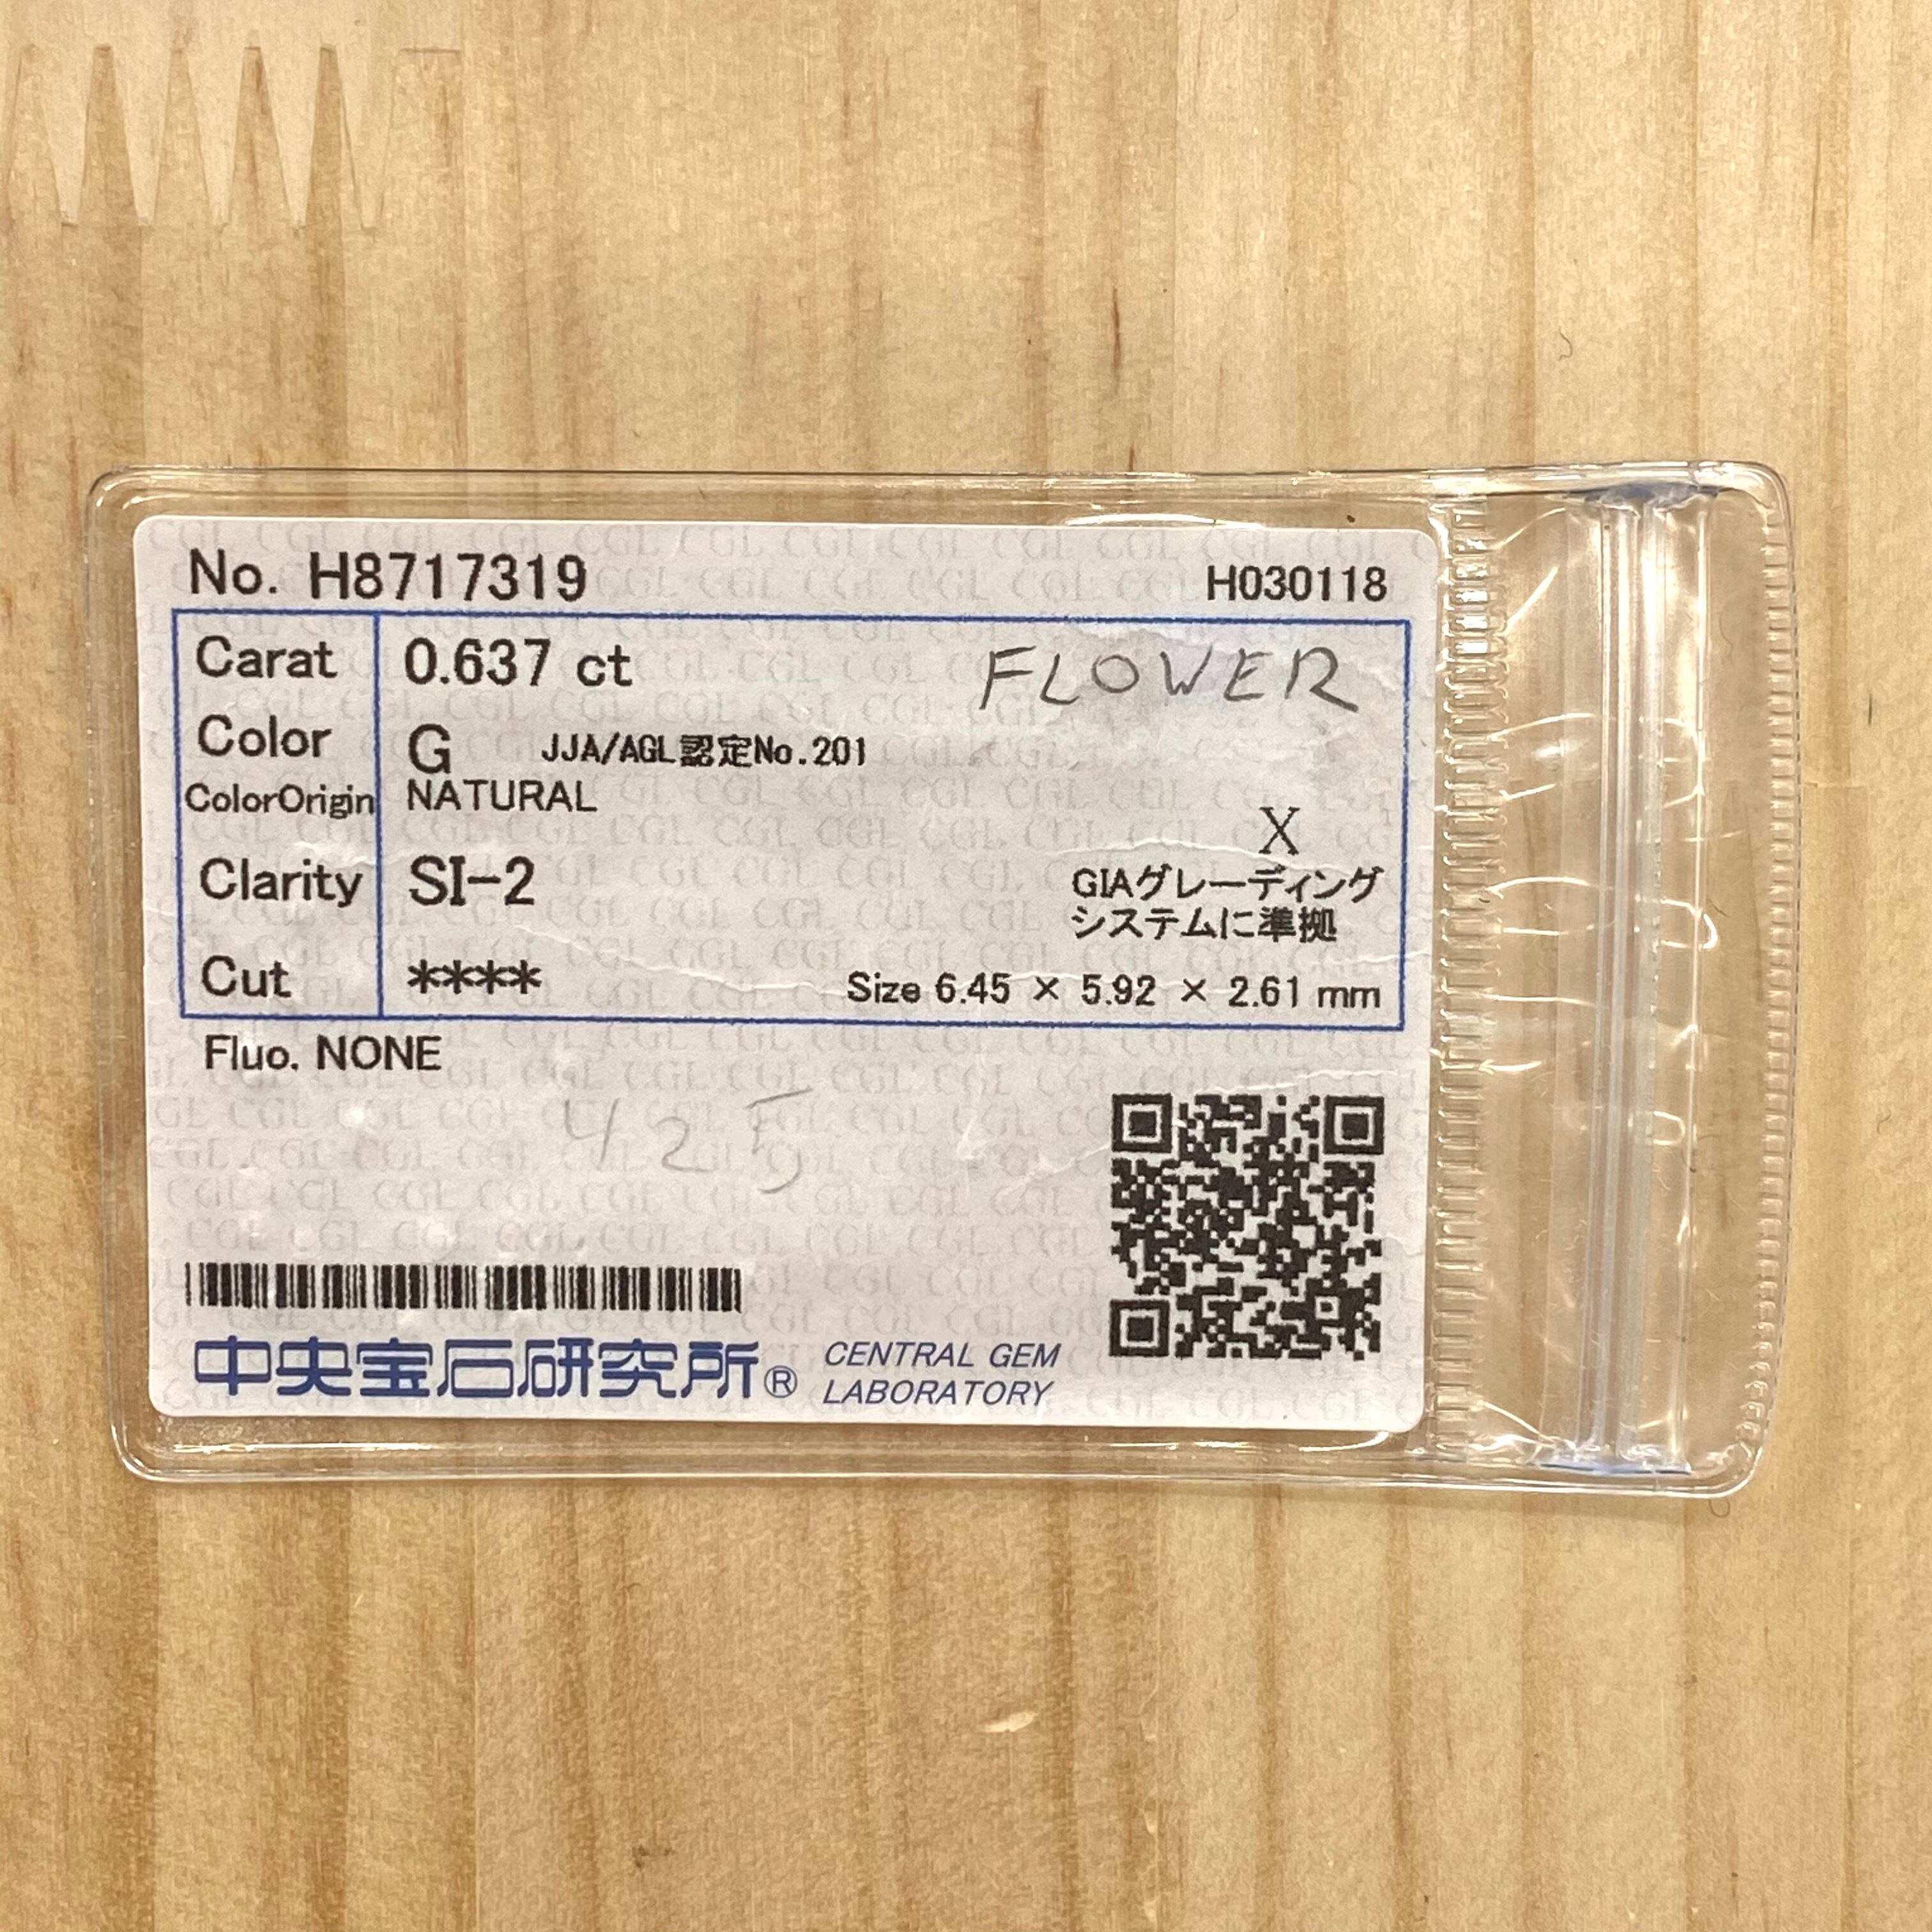 No. H8717319 H030118
Carat 0.637 ct FLOWER
Color G JJA/AGL認定No.201
ColorOrigin NATURAL
X
Clarity SI-2 GIAグレーディング
システムに準拠
Cut **** Size 6.45 × 5.92 × 2.61 mm
Fluo. NONE
425
中央宝石研究所® CENTRAL GEM
LABORATORY